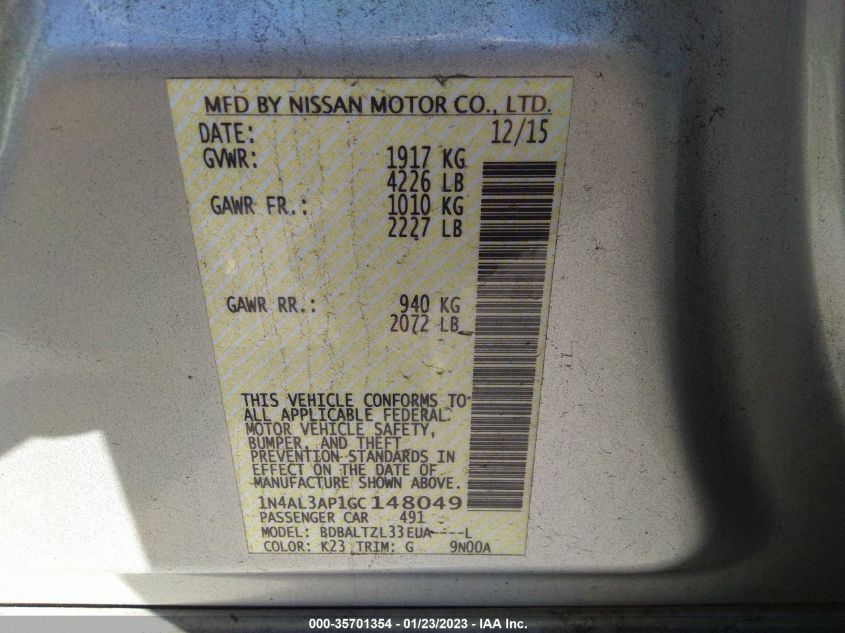 MFD BY NISSAN MOTOR CO., LTD.
DATE: 12/15
GVWR: 1917 KG
4226 LB
GAWR FR.: 1010 KG
2227 LB
GAWR RR.: 940 KG
2072 LB
THIS VEHICLE CONFORMS TO
ALL APPLICABLE FEDERAL
MOTOR VEHICLE SAFETY,
BUMPER, AND THEFT
PREVENTION STANDARDS IN
EFFECT ON THE DATE OF
MANUFACTURE SHOWN ABOVE.
1N4AL3AP1GC148049
PASSENGER CAR 491
MODEL: BDBALTZL33EUA----L
COLOR: K23 TRIM: G 9N00A
000-35701354 / 01/23/2023 - IAA Inc.